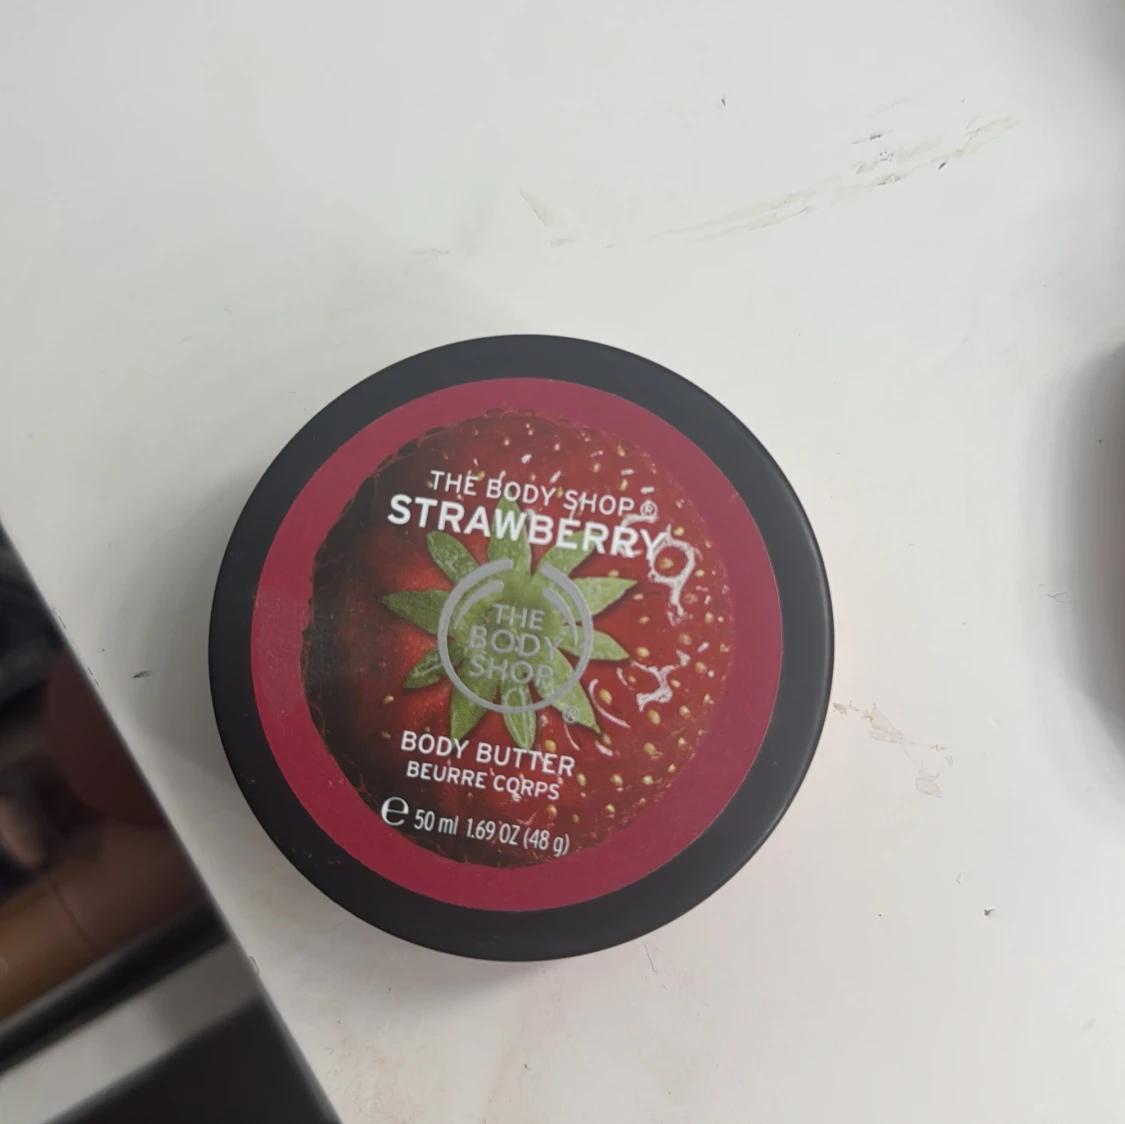 THE BODY SHOP ®
STRAWBERRY
THE
BODY
SHOP
®
BODY BUTTER
BEURRE CORPS
℮ 50 ml 1.69 OZ (48 g)